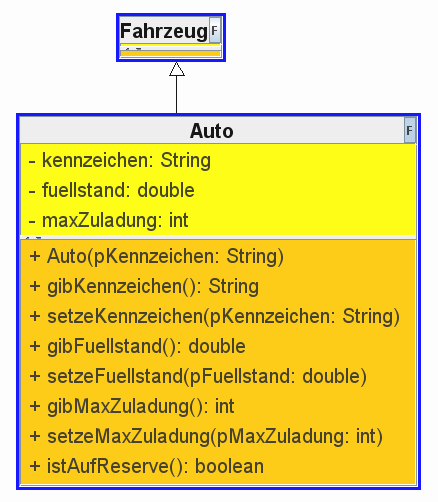 Fahrzeug F
Auto F
- kennzeichen: String
- fuellstand: double
- maxZuladung: int
+ Auto(pKennzeichen: String)
+ gibKennzeichen(): String
+ setzeKennzeichen(pKennzeichen: String)
+ gibFuellstand(): double
+ setzeFuellstand(pFuellstand: double)
+ gibMaxZuladung(): int
+ setzeMaxZuladung(pMaxZuladung: int)
+ istAufReserve(): boolean